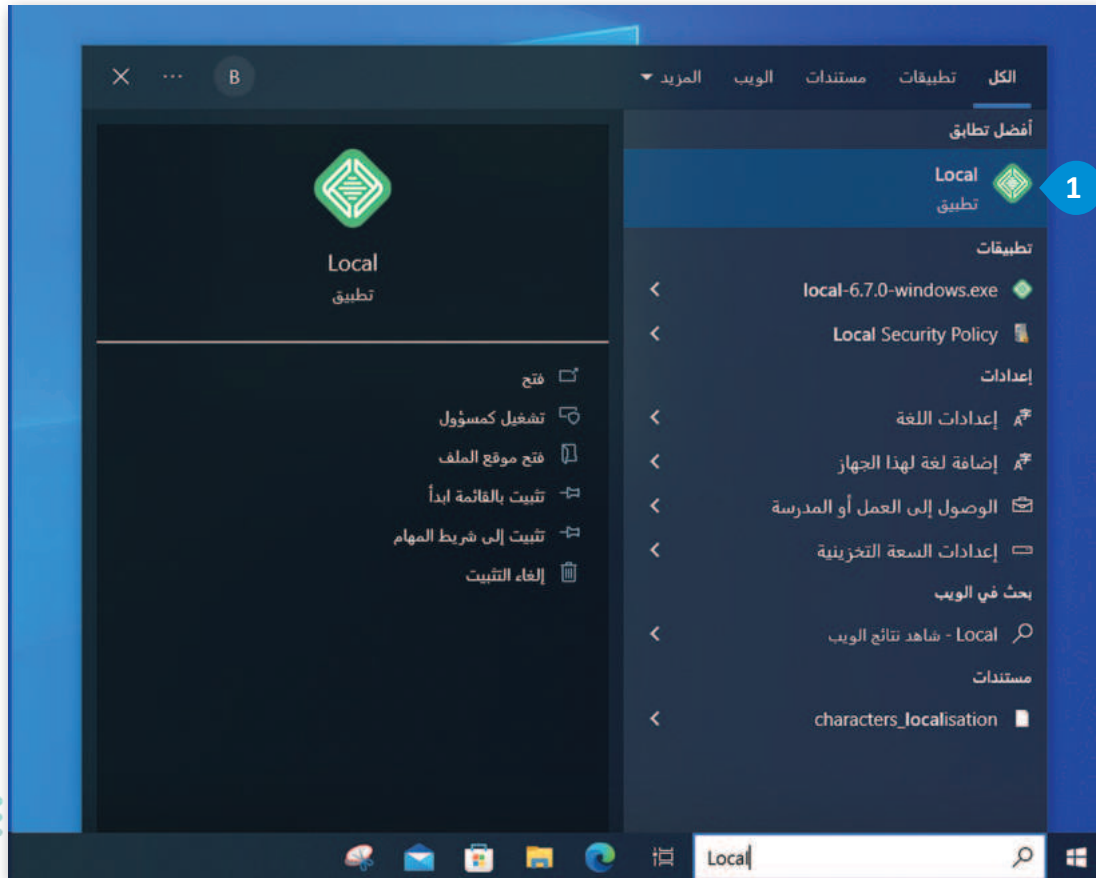 الكل تطبيقات مستندات الويب المزيد
B
أفضل تطابق
Local
تطبيق
1
تطبيقات
local-6.7.0-windows.exe
Local Security Policy
إعدادات
إعدادات اللغة
إضافة لغة لهذا الجهاز
الوصول إلى العمل أو المدرسة
إعدادات السعة التخزينية
بحث في الويب
Local - شاهد نتائج الويب
مستندات
characters_localisation
Local
تطبيق
فتح
تشغيل كمسؤول
فتح موقع الملف
تثبيت بالقائمة ابدأ
تثبيت إلى شريط المهام
إلغاء التثبيت
Local